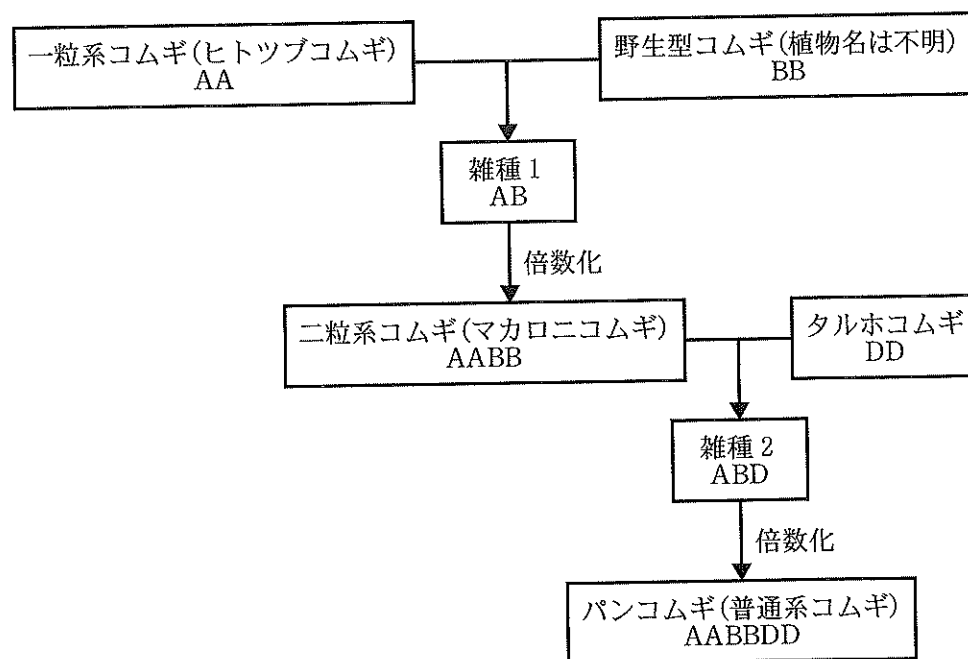 一粒系コムギ(ヒトツブコムギ)
AA
野生型コムギ(植物名は不明)
BB
雑種1
AB
倍数化
二粒系コムギ(マカロニコムギ)
AABB
タルホコムギ
DD
雑種2
ABD
倍数化
パンコムギ(普通系コムギ)
AABBDD